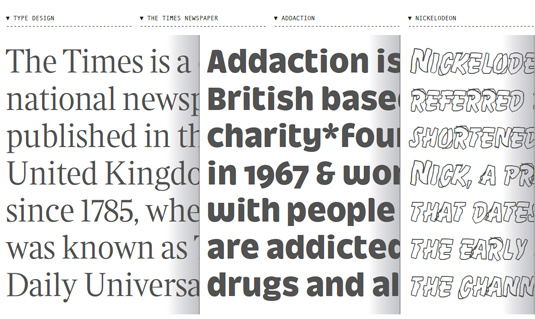 ▼ TYPE DESIGN
▼ THE TIMES NEWSPAPER
▼ ADDACTION
▼ NICKELODEON
The Times is a
national newsp
published in th
United Kingdo
since 1785, whe
was known as
Daily Universa
Addaction is
British base
charity*foun
in 1967 & wor
with people
are addicted
drugs and al
NICKELODE
REFERRED
SHORTENED
NICK, A PR
THAT DATES
THE EARLY
THE CHANN